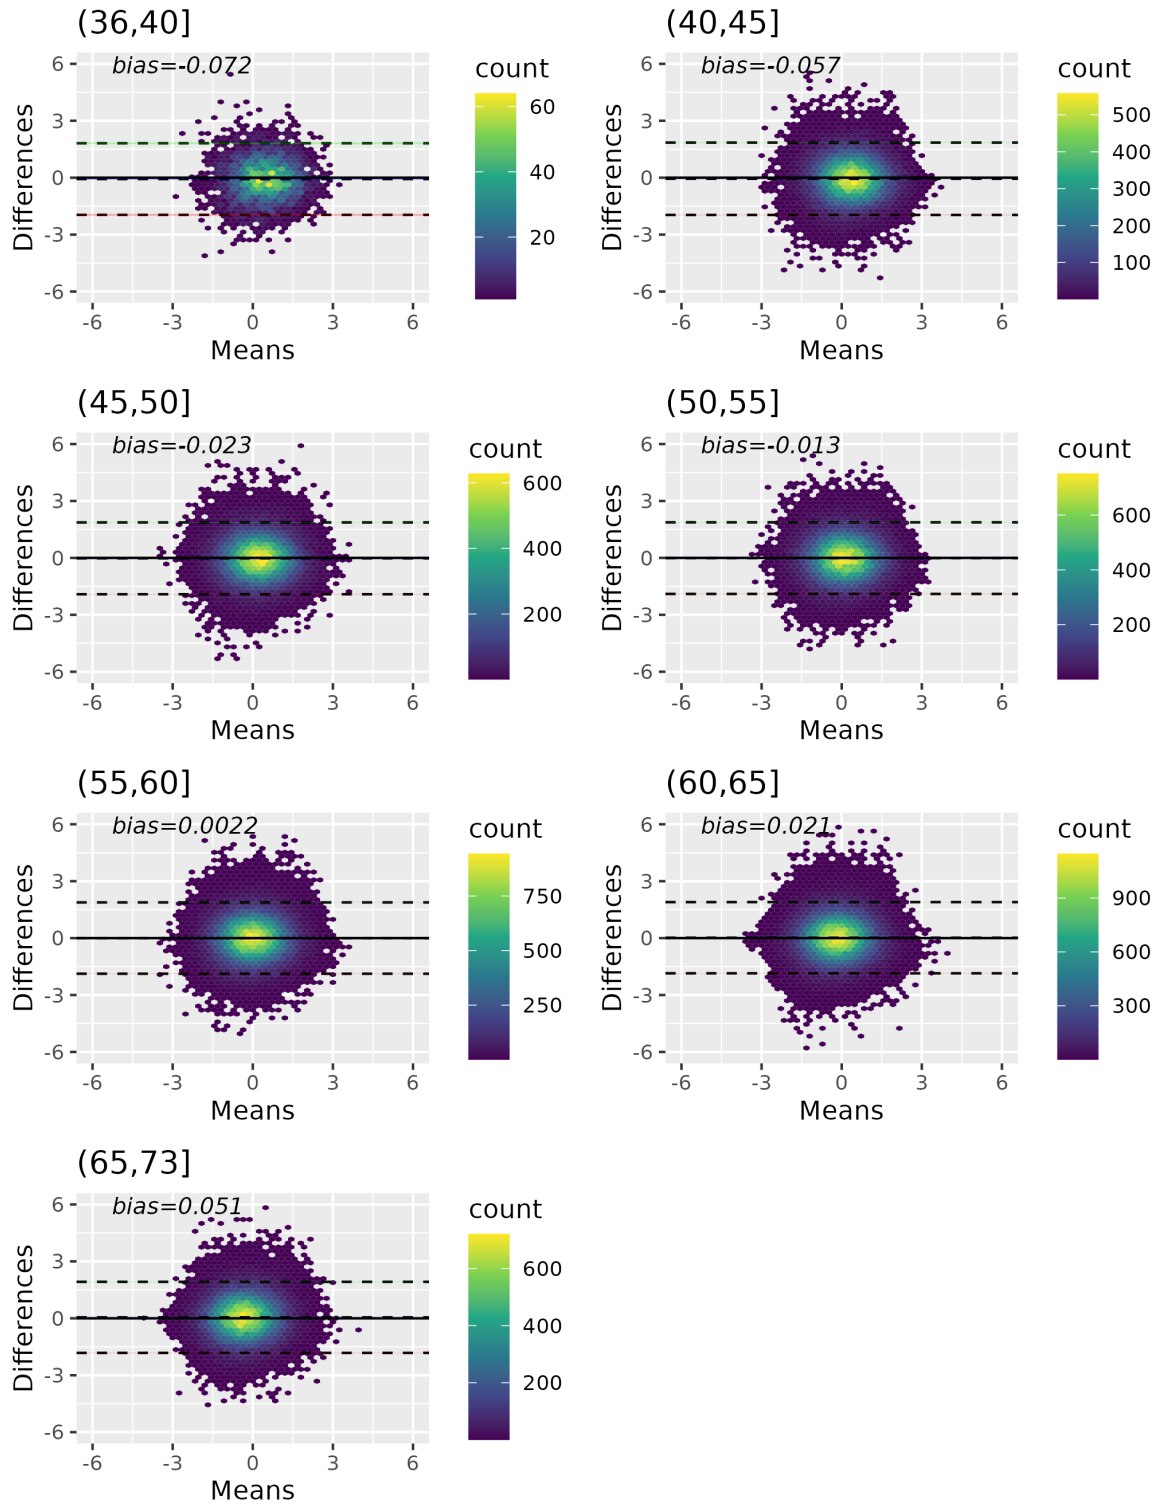 (36,40]
bias=-0.072
6
3
0
-3
-6
Differences
-6 -3 0 3 6
Means
count
60
40
20
(40,45]
bias=-0.057
6
3
0
-3
-6
Differences
-6 -3 0 3 6
Means
count
500
400
300
200
100
(45,50]
bias=-0.023
6
3
0
-3
-6
Differences
-6 -3 0 3 6
Means
count
600
400
200
(50,55]
bias=-0.013
6
3
0
-3
-6
Differences
-6 -3 0 3 6
Means
count
600
400
200
(55,60]
bias=0.0022
6
3
0
-3
-6
Differences
-6 -3 0 3 6
Means
count
750
500
250
(60,65]
bias=0.021
6
3
0
-3
-6
Differences
-6 -3 0 3 6
Means
count
900
600
300
(65,73]
bias=0.051
6
3
0
-3
-6
Differences
-6 -3 0 3 6
Means
count
600
400
200